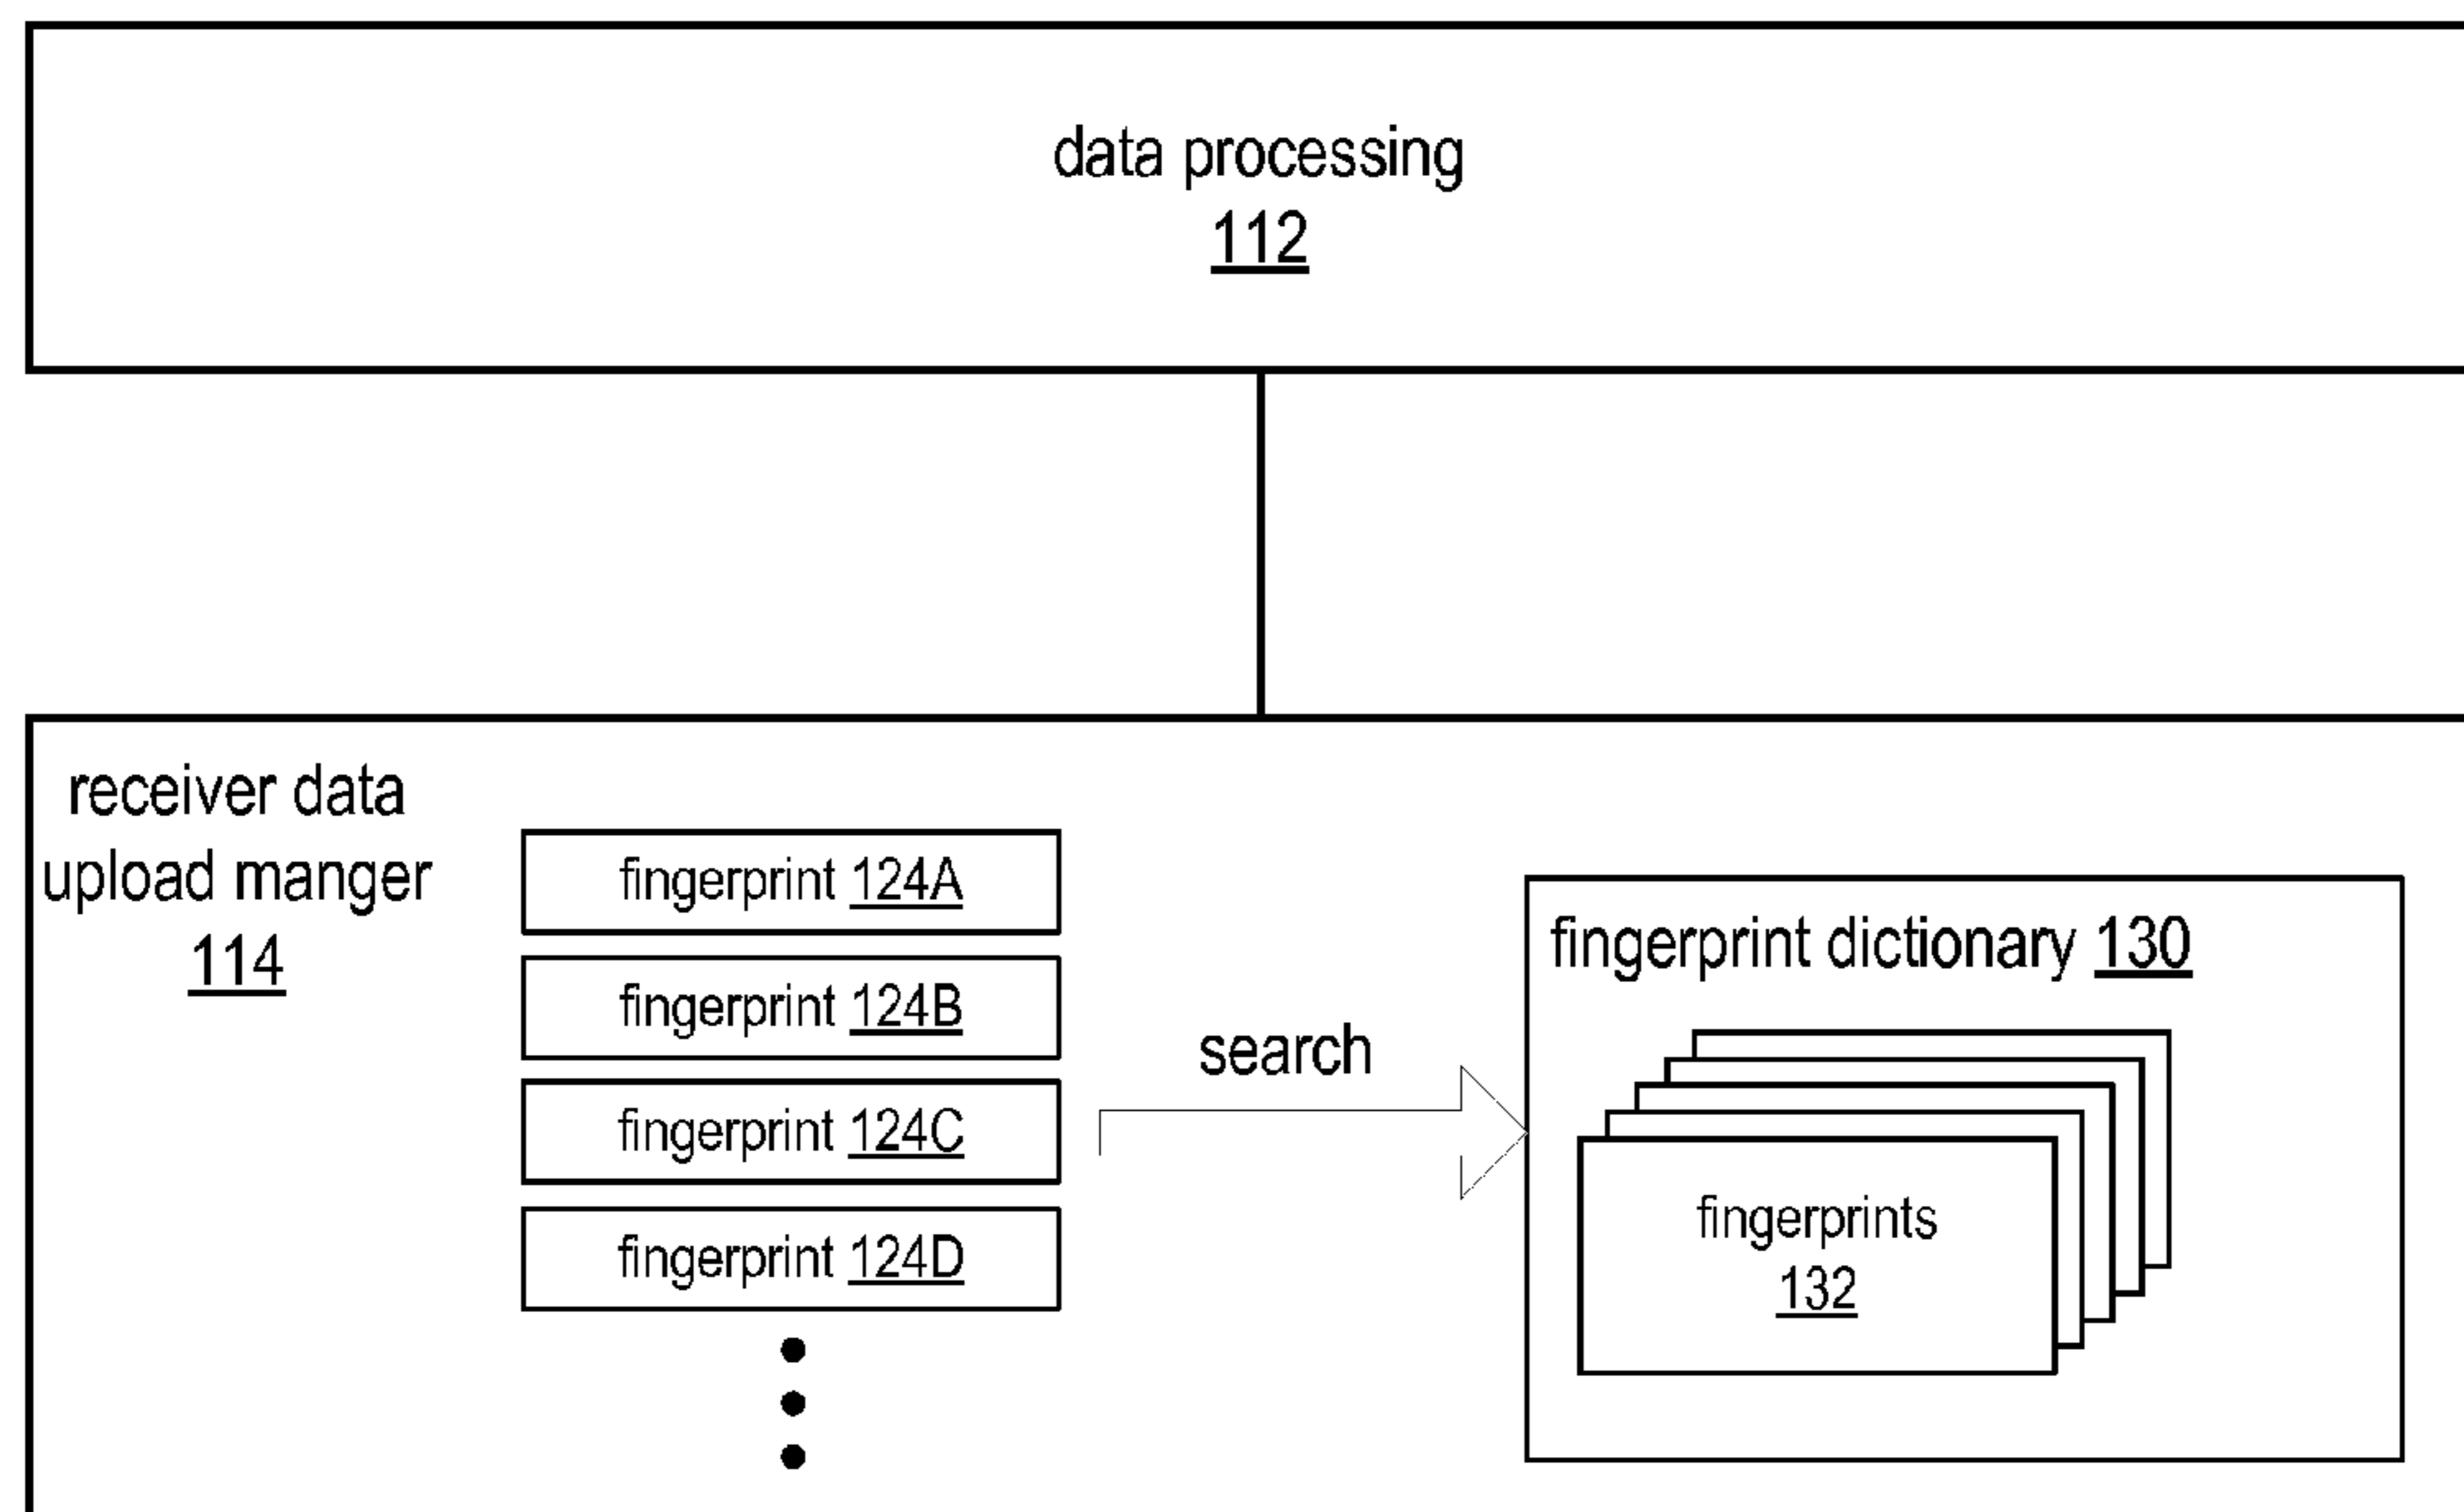 data processing
112
receiver data
upload manger
114
fingerprint 124A
fingerprint 124B
fingerprint 124C
fingerprint 124D
search
fingerprint dictionary 130
fingerprints
132